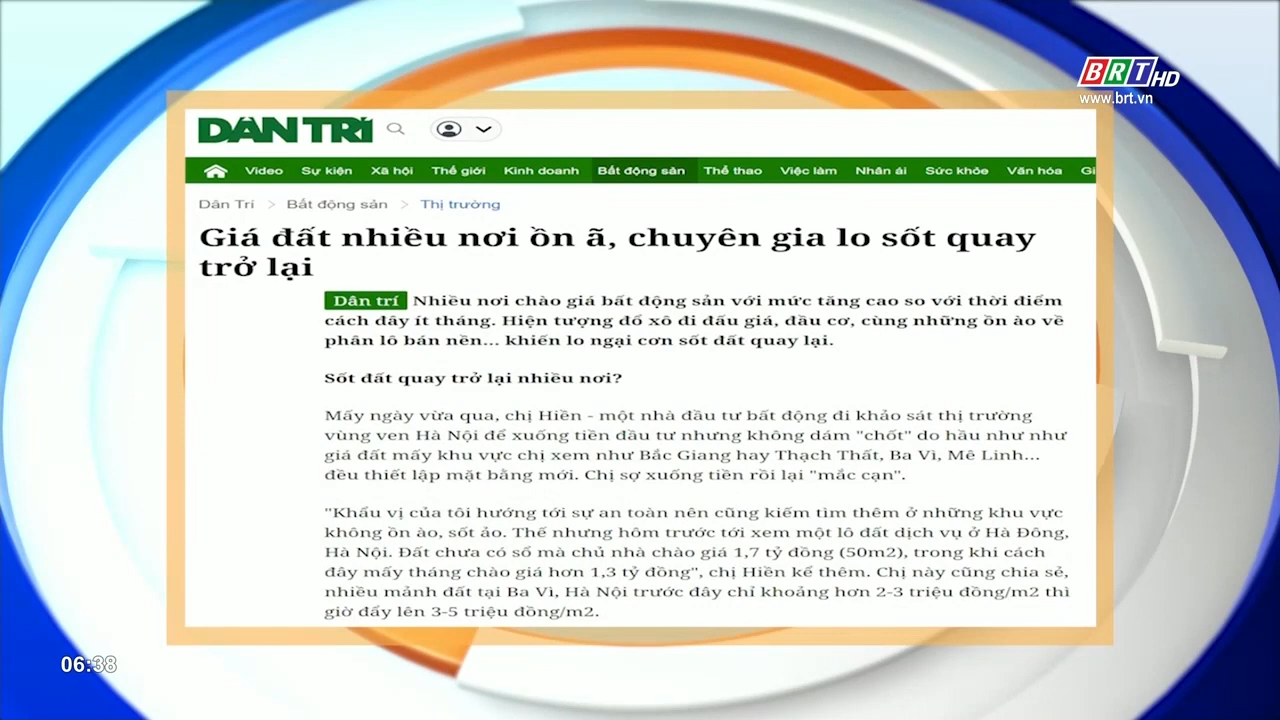 BRT HD
www.brt.vn
DÂN TRÍ
Video Sự kiện Xã hội Thế giới Kinh doanh Bất động sản Thể thao Việc làm Nhân ái Sức khỏe Văn hóa Gi
Dân Trí > Bất động sản > Thị trường
Giá đất nhiều nơi ồn ã, chuyên gia lo sốt quay
trở lại
Dân trí Nhiều nơi chào giá bất động sản với mức tăng cao so với thời điểm
cách đây ít tháng. Hiện tượng đổ xô đi đấu giá, đầu cơ, cùng những ồn ào về
phân lô bán nền... khiến lo ngại cơn sốt đất quay lại.
Sốt đất quay trở lại nhiều nơi?
Mấy ngày vừa qua, chị Hiền - một nhà đầu tư bất động đi khảo sát thị trường
vùng ven Hà Nội để xuống tiền đầu tư nhưng không dám "chốt" do hầu như như
giá đất mấy khu vực chị xem như Bắc Giang hay Thạch Thất, Ba Vì, Mê Linh...
đều thiết lập mặt bằng mới. Chị sợ xuống tiền rồi lại "mắc cạn".
"Khẩu vị của tôi hướng tới sự an toàn nên cũng kiếm tìm thêm ở những khu vực
không ồn ào, sốt ảo. Thế nhưng hôm trước tới xem một lô đất dịch vụ ở Hà Đông,
Hà Nội. Đất chưa có sổ mà chủ nhà chào giá 1,7 tỷ đồng (50m2), trong khi cách
đây mấy tháng chào giá hơn 1,3 tỷ đồng", chị Hiền kể thêm. Chị này cũng chia sẻ,
nhiều mảnh đất tại Ba Vì, Hà Nội trước đây chỉ khoảng hơn 2-3 triệu đồng/m2 thì
giờ đẩy lên 3-5 triệu đồng/m2.
06:38